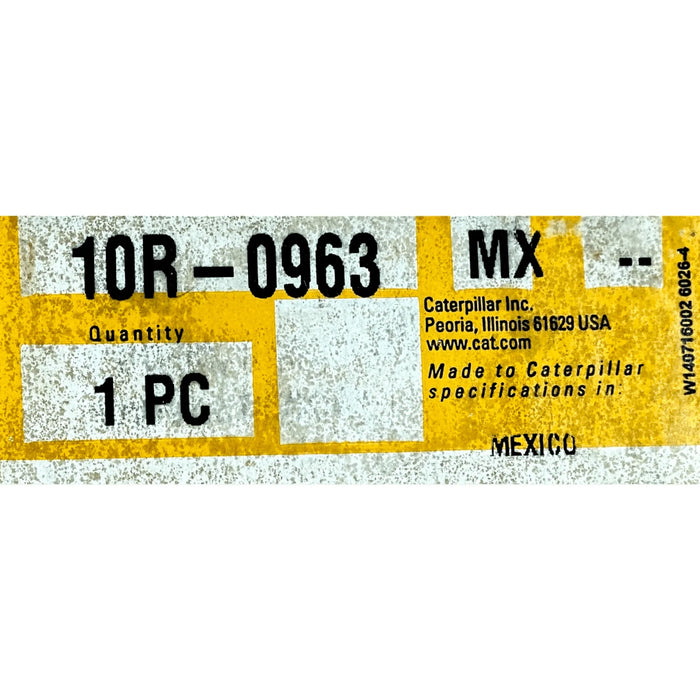 10R-0963
MX
--
Quantity
1 PC
Caterpillar Inc.
Peoria, Illinois 61629 USA
www.cat.com
Made to Caterpillar
specifications in:
MEXICO
W140716002 6026-4